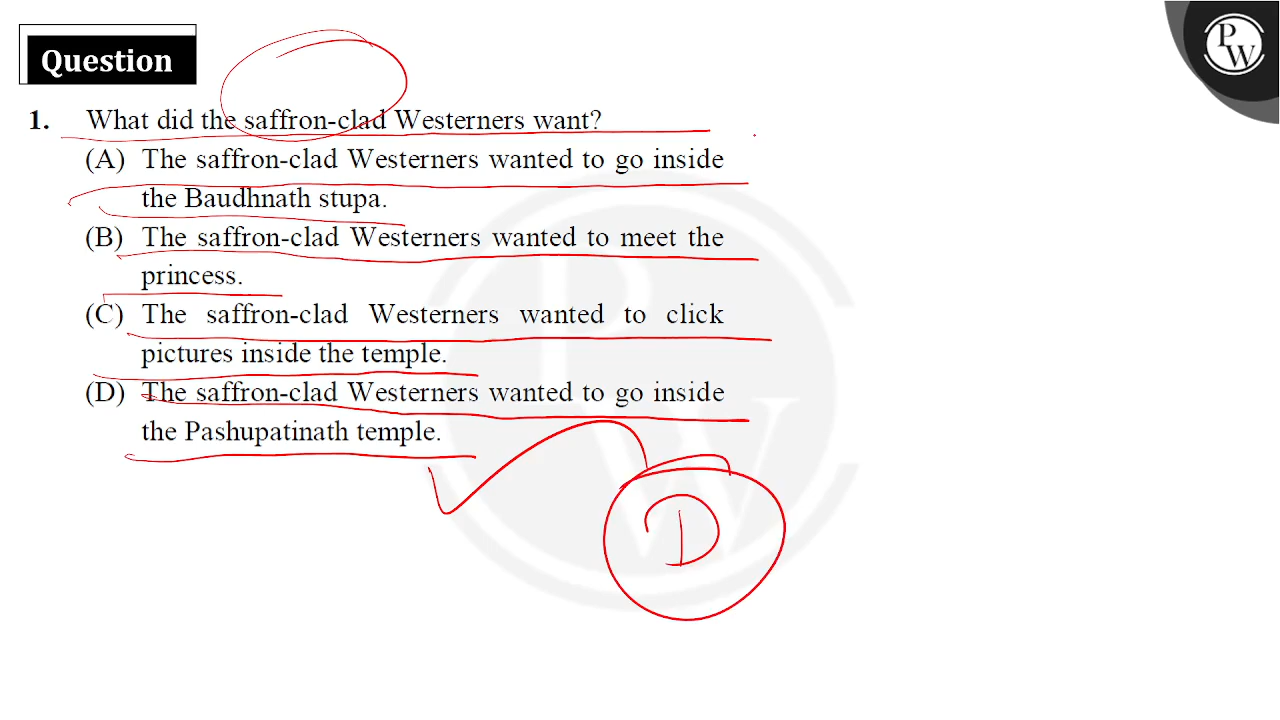 PW
Question
1. What did the saffron-clad Westerners want?
(A) The saffron-clad Westerners wanted to go inside
the Baudhnath stupa.
(B) The saffron-clad Westerners wanted to meet the
princess.
(C) The saffron-clad Westerners wanted to click
pictures inside the temple.
(D) The saffron-clad Westerners wanted to go inside
the Pashupatinath temple.
D